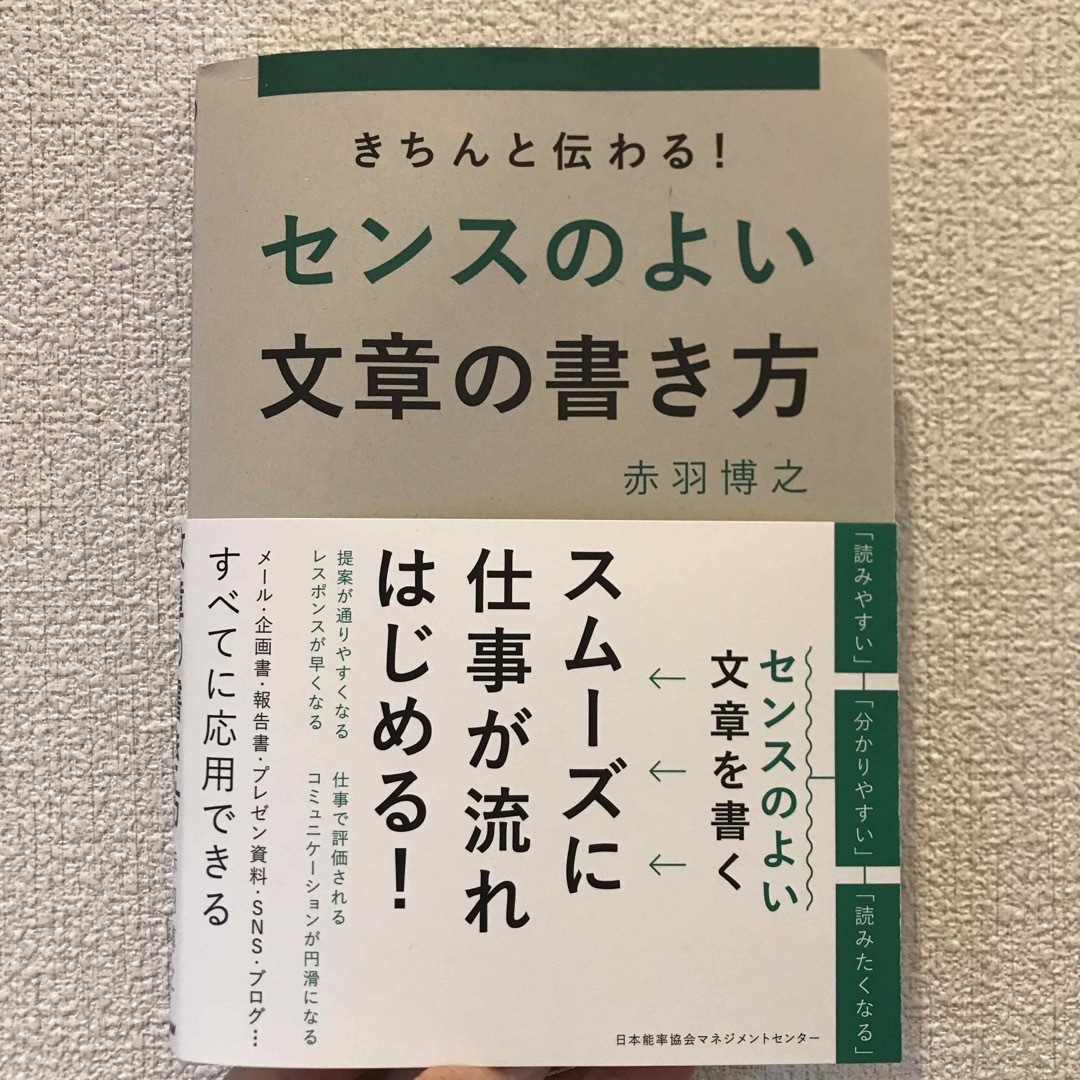 きちんと伝わる!
センスのよい
文章の書き方
赤羽博之
「読みやすい」
「分かりやすい」
「読みたくなる」
センスのよい
文章を書く
スムーズに
仕事が流れ
はじめる!
提案が通りやすくなる
レスポンスが早くなる
仕事で評価される
コミュニケーションが円滑になる
メール・企画書・報告書・プレゼン資料・SNS・ブログ…
すべてに応用できる
日本能率協会マネジメントセンター